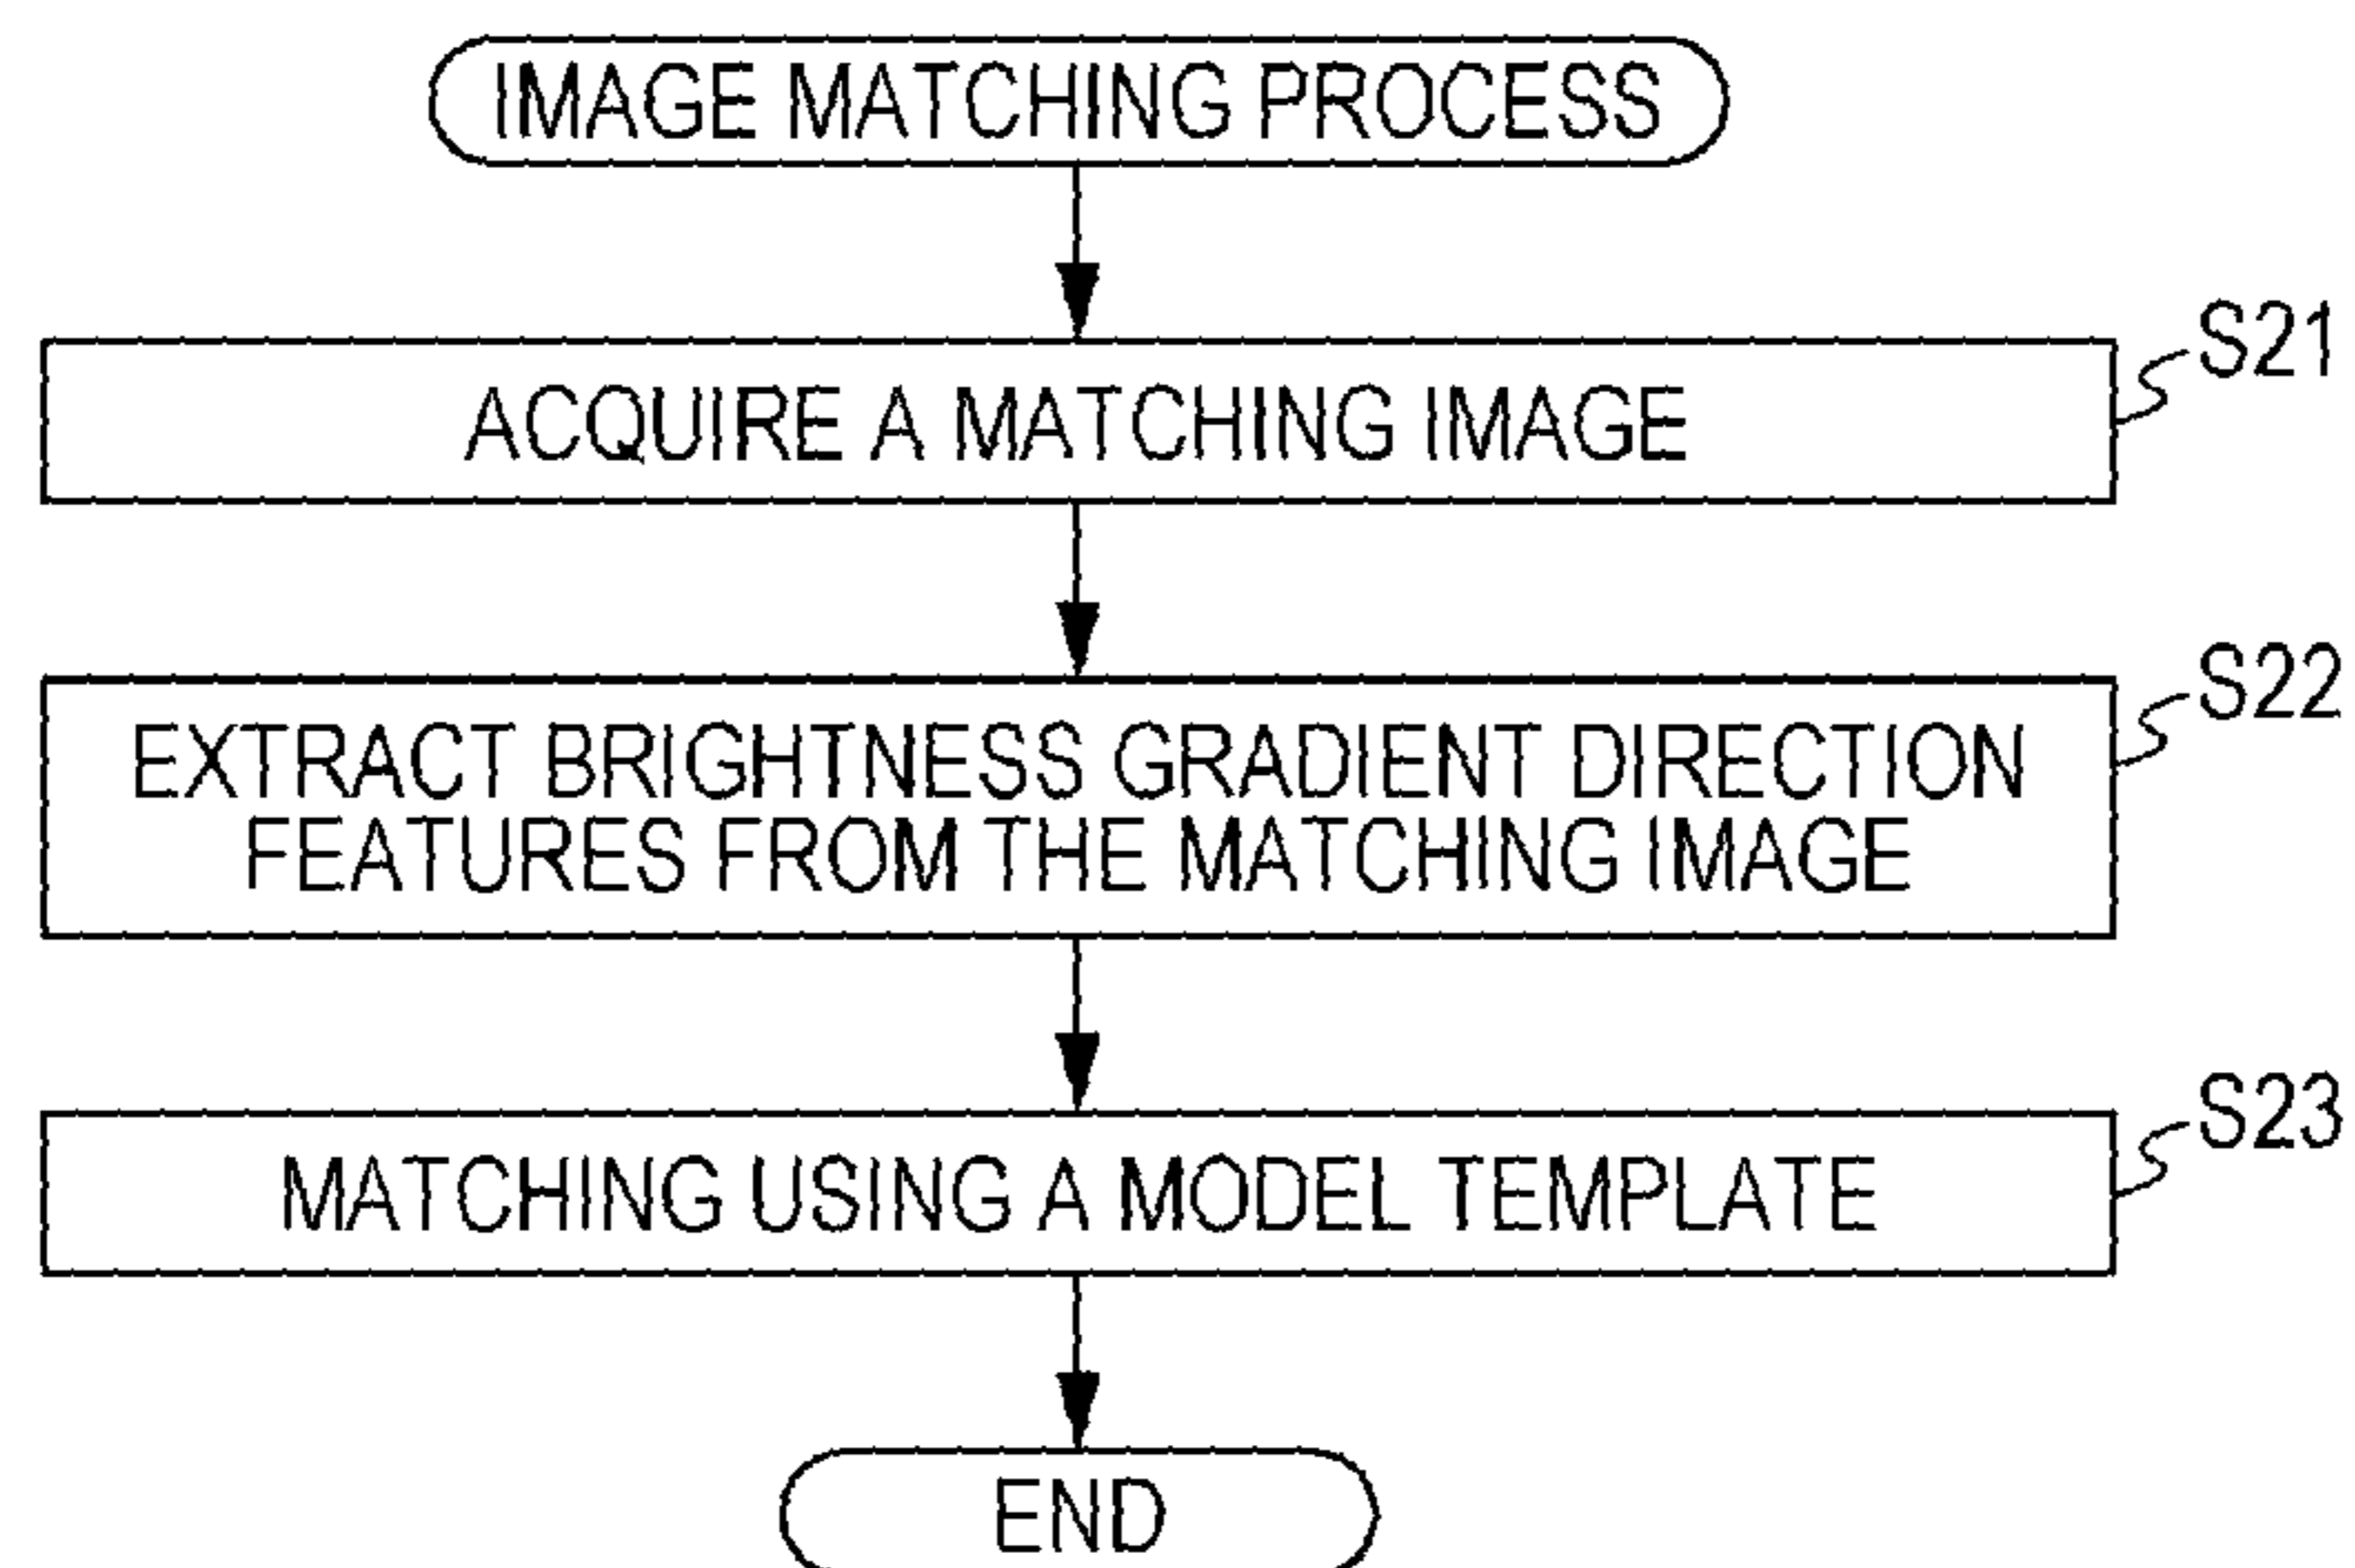 IMAGE MATCHING PROCESS
ACQUIRE A MATCHING IMAGE
S21
EXTRACT BRIGHTNESS GRADIENT DIRECTION
FEATURES FROM THE MATCHING IMAGE
S22
MATCHING USING A MODEL TEMPLATE
S23
END